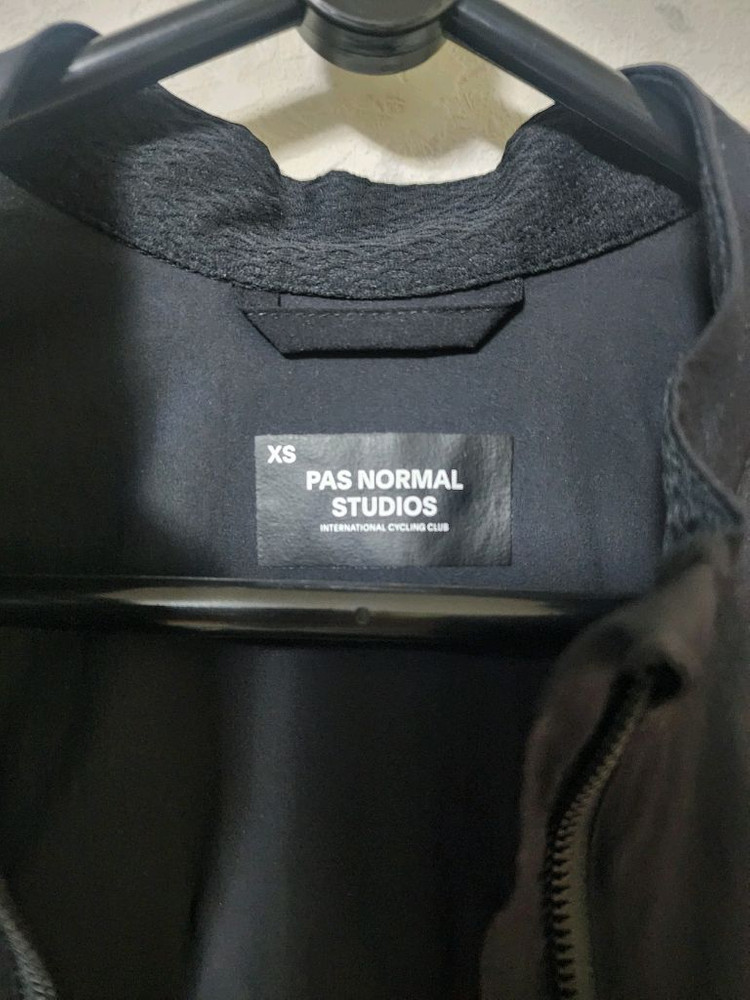 XS
PAS NORMAL
STUDIOS
INTERNATIONAL CYCLING CLUB